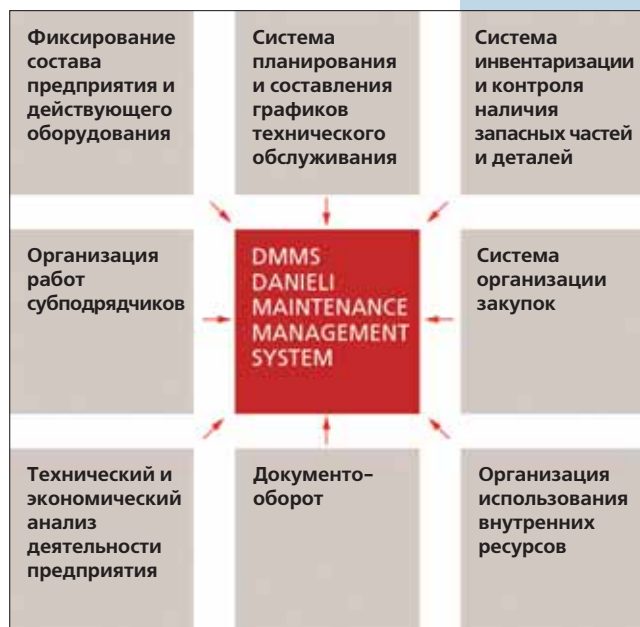 Фиксирование
состава
предприятия и
действующего
оборудования
Система
планирования
и составления
графиков
технического
обслуживания
Система
инвентаризации
и контроля
наличия
запасных частей
и деталей
Организация
работ
субподрядчиков
DMMS
DANIELI
MAINTENANCE
MANAGEMENT
SYSTEM
Система
организации
закупок
Технический и
экономический
анализ
деятельности
предприятия
Документо-
оборот
Организация
использования
внутренних
ресурсов